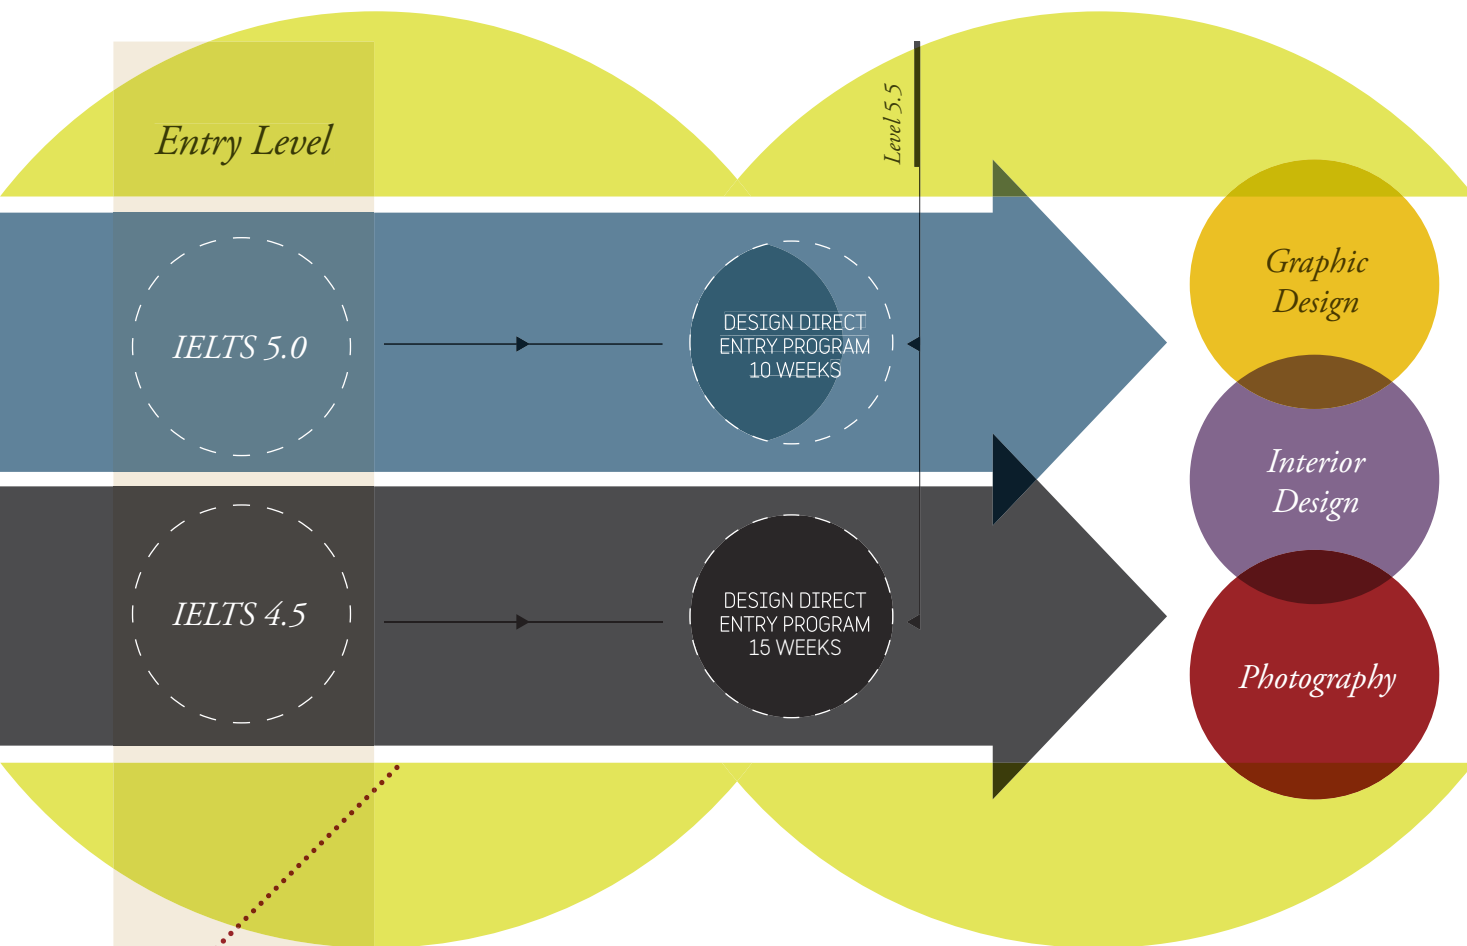 Entry Level
Level 5.5
IELTS 5.0
DESIGN DIRECT
ENTRY PROGRAM
10 WEEKS
IELTS 4.5
DESIGN DIRECT
ENTRY PROGRAM
15 WEEKS
Graphic
Design
Interior
Design
Photography